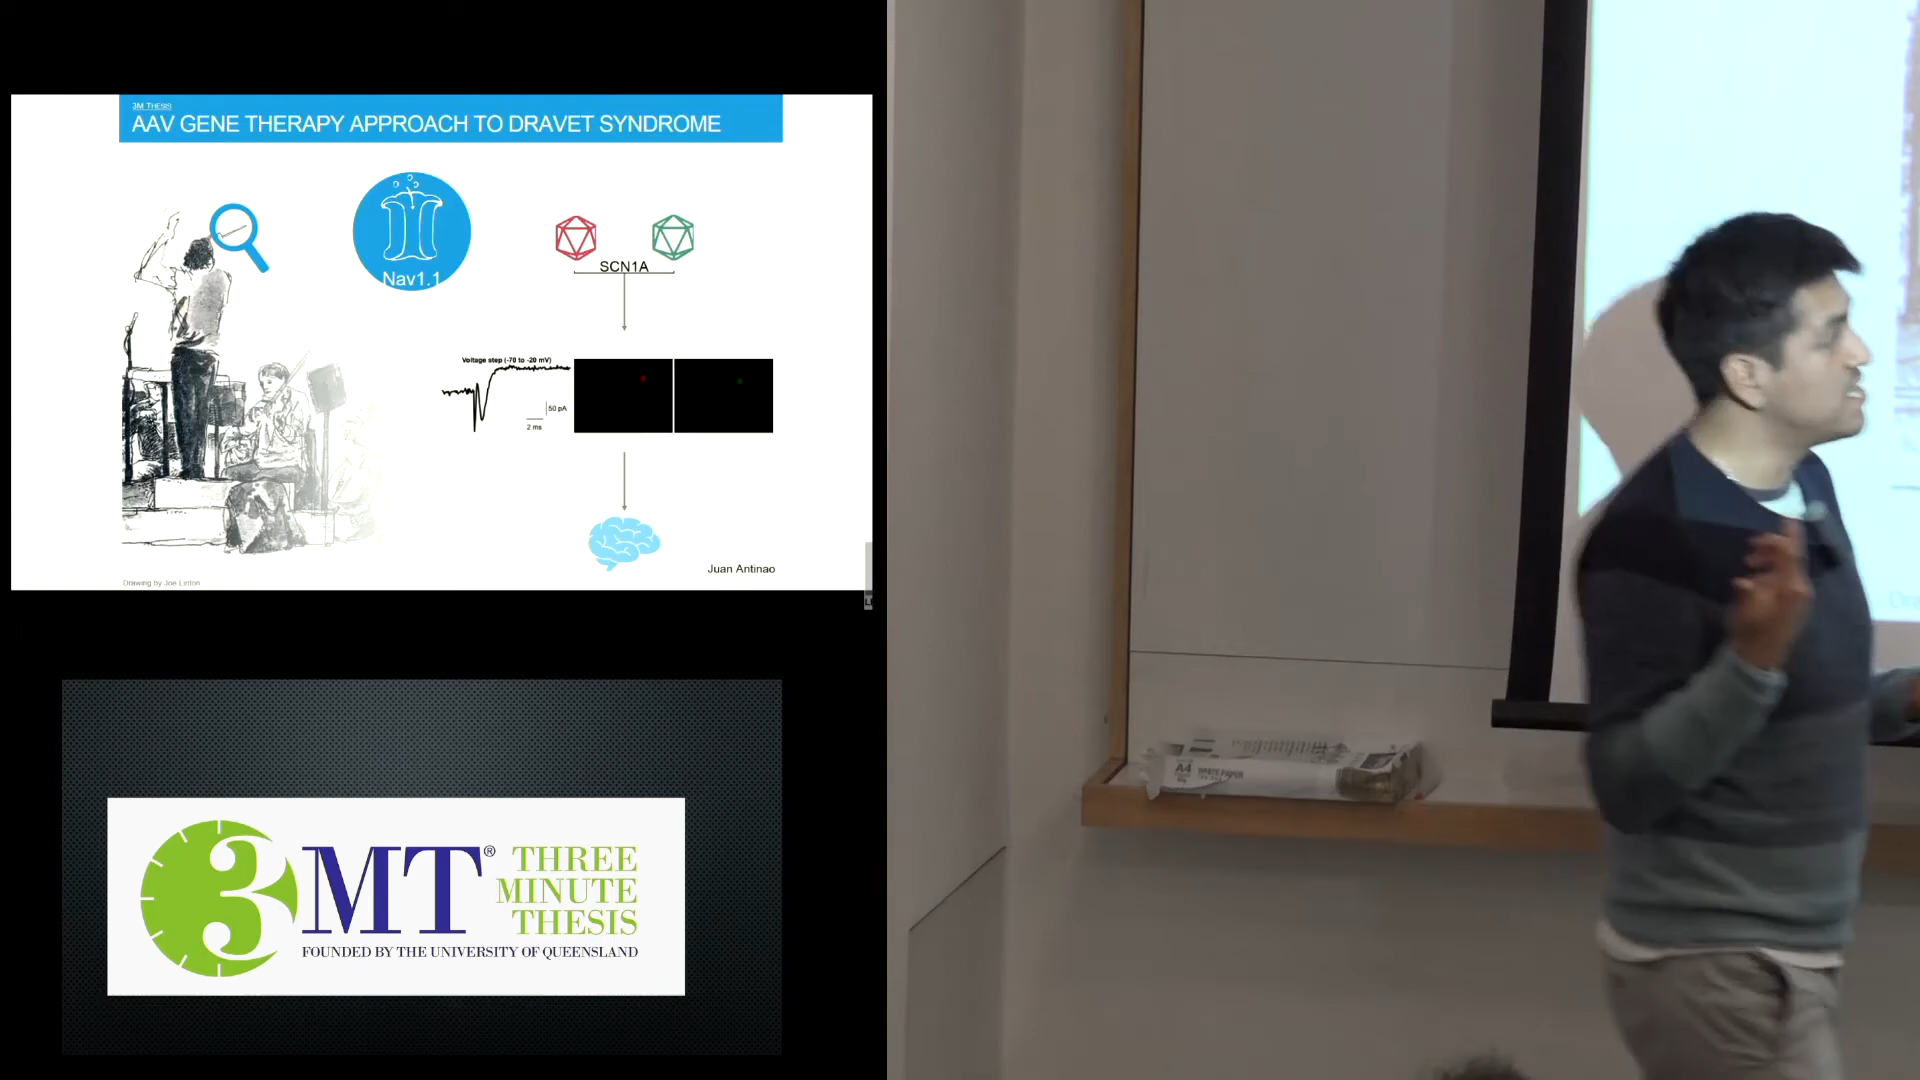 3M THESIS
AAV GENE THERAPY APPROACH TO DRAVET SYNDROME
Nav1.1
SCN1A
Voltage step (-70 to -20 mV)
50 pA
2 ms
Juan Antinao
Drawing by Joe Linton
3MT® THREE
MINUTE
THESIS
FOUNDED BY THE UNIVERSITY OF QUEENSLAND
A4
WHITE PAPER